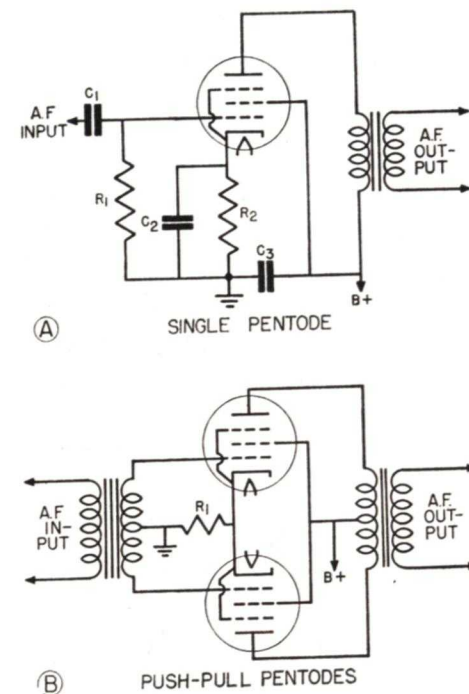 C1
A.F.
INPUT
R1
C2
R2
C3
A.F.
OUT-
PUT
B+
A
SINGLE PENTODE
A.F.
IN-
PUT
R1
B+
A.F.
OUT-
PUT
B
PUSH-PULL PENTODES